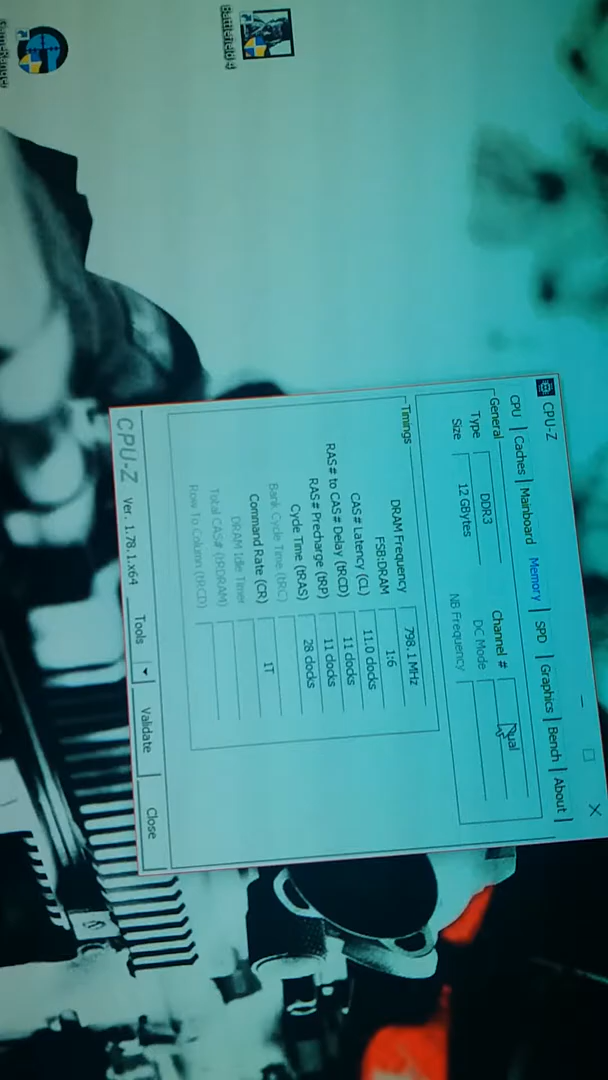 Battlefield 4
GameRanger
CPU-Z
CPU | Caches | Mainboard | Memory | SPD | Graphics | Bench | About
General
Type DDR3 Channel # Dual
Size 12 GBytes DC Mode
NB Frequency
Timings
DRAM Frequency 798.1 MHz
FSB:DRAM 1:6
CAS# Latency (CL) 11.0 clocks
RAS# to CAS# Delay (tRCD) 11 clocks
RAS# Precharge (tRP) 11 clocks
Cycle Time (tRAS) 28 clocks
Bank Cycle Time (tRC)
Command Rate (CR) 1T
DRAM Idle Timer
Total CAS# (tRDRAM)
Row To Column (tRCD)
CPU-Z Ver. 1.78.1.x64 Tools Validate Close